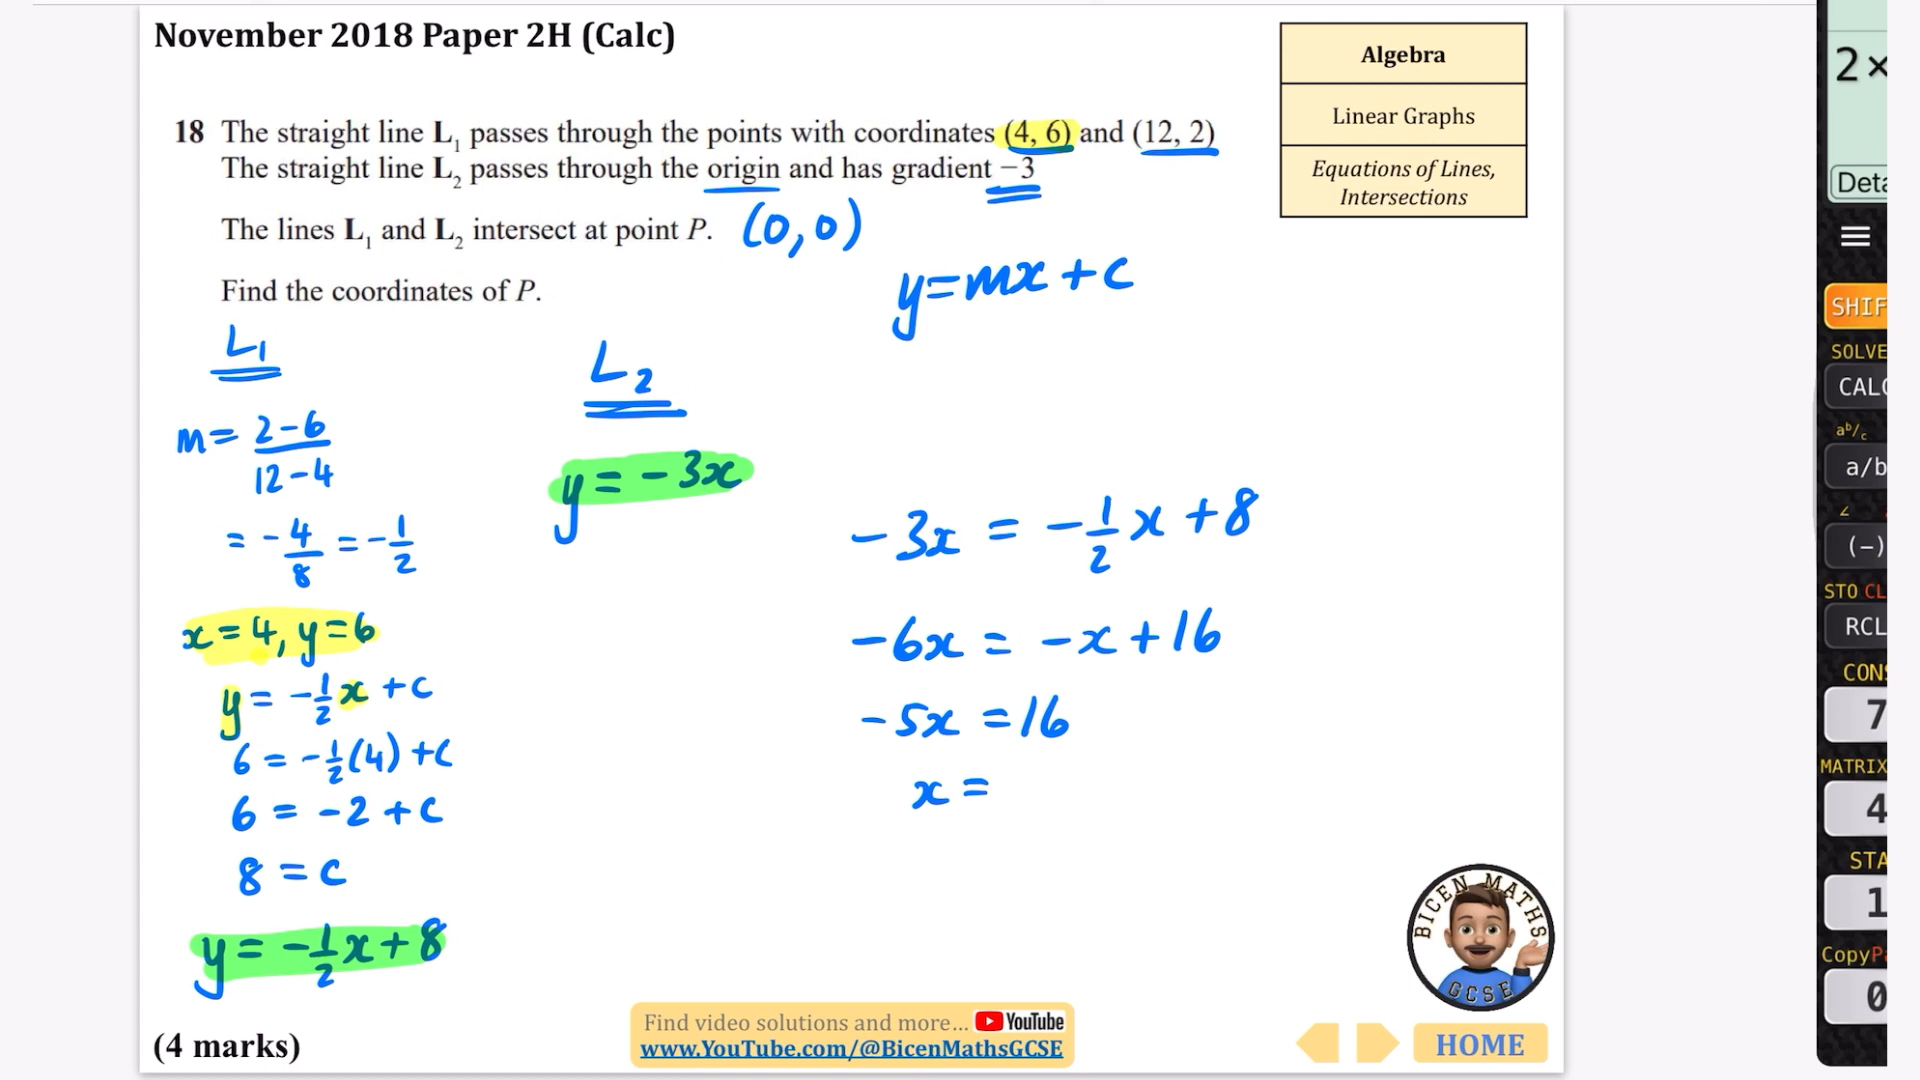 November 2018 Paper 2H (Calc)
Algebra
Linear Graphs
Equations of Lines,
Intersections
18 The straight line L₁ passes through the points with coordinates (4, 6) and (12, 2)
The straight line L₂ passes through the origin and has gradient −3
The lines L₁ and L₂ intersect at point P.
(0,0)
Find the coordinates of P.
y=mx+c
L₁
m= 2-6/12-4
= -4/8 = -1/2
x=4, y=6
y = -1/2x +c
6 = -1/2(4) +c
6 = -2 +c
8 = c
y = -1/2x+8
L₂
y = -3x
-3x = -1/2x +8
-6x = -x+16
-5x = 16
x =
(4 marks)
Find video solutions and more... YouTube
www.YouTube.com/@BicenMathsGCSE
BICEN MATHS
GCSE
HOME
2×
Deta
SHIF
SOLVE
CALC
aᵇ/c
a/b
∠
(−)
STO CL
RCL
CONS
7
MATRIX
4
STA
1
CopyPa
0